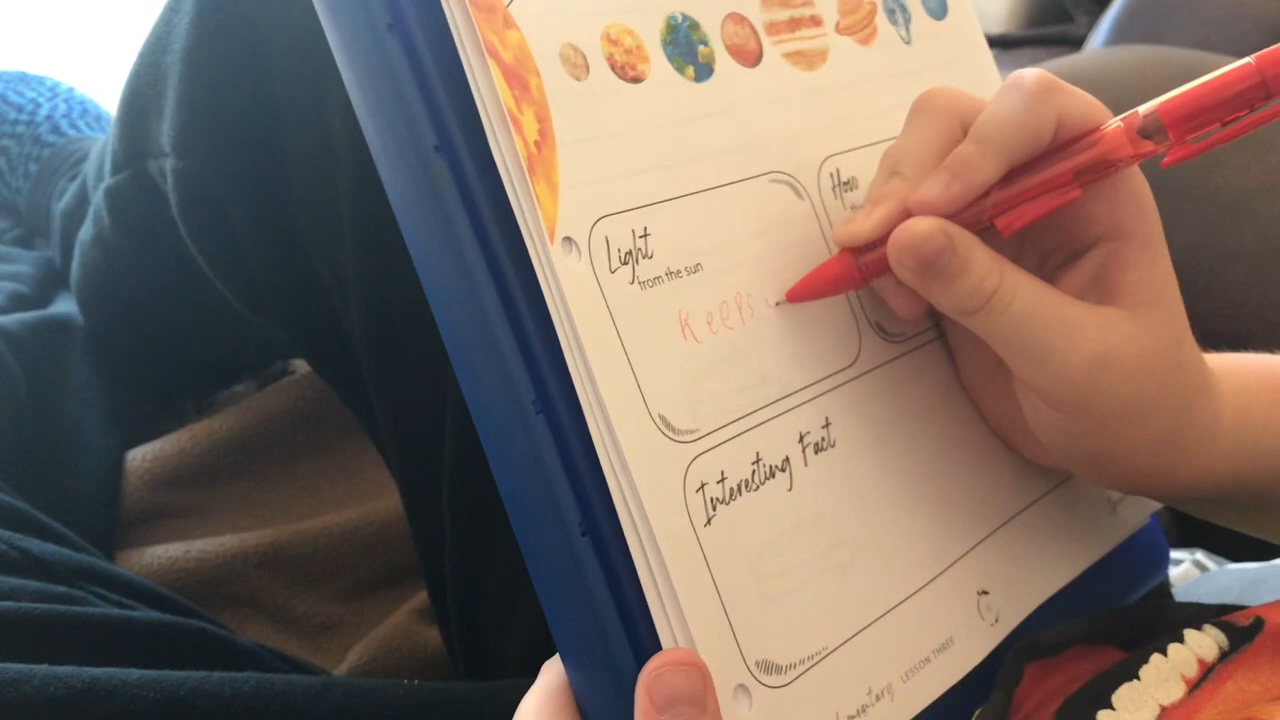 Light
from the sun
How
Keeps
Interesting Fact
LESSON THREE